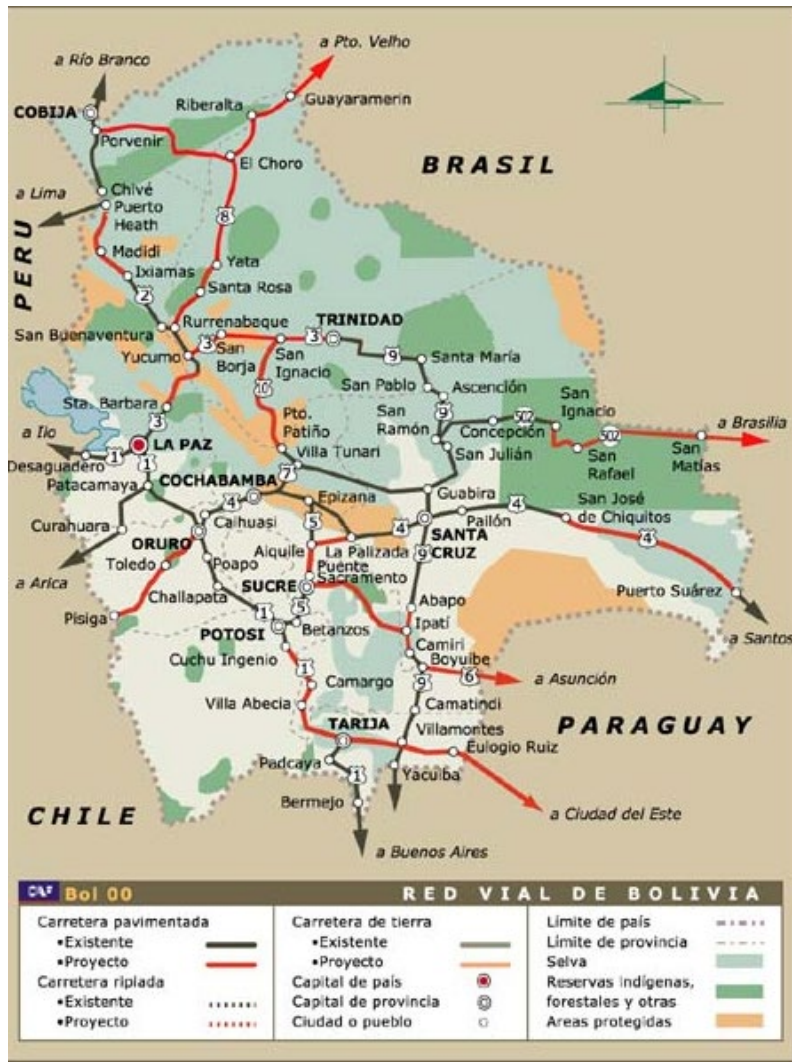 a Pto. Velho
a Río Branco
COBIJA
Riberalta
Guayaramerin
Porvenir
El Choro
BRASIL
a Lima
Chivé
Puerto
Heath
PERU
8
Madidi
Ixiamas
Yata
2
Santa Rosa
San Buenaventura
Rurrenabaque
TRINIDAD
3
3
9
Yucumo
San
Borja
San
Ignacio
Santa María
10
San Pablo
Ascención
Sta. Barbara
3
Pto.
Patiño
9
San
Ramón
502
Concepción
San
Ignacio
502
a Brasilia
a Ilo
LA PAZ
Villa Tunari
San Julián
San
Rafael
San
Matías
Desaguadero
1
1
Patacamaya
COCHABAMBA
7
Guabira
4
Epizana
Pailón
4
San José
de Chiquitos
Curahuara
Caihuasi
5
4
SANTA
CRUZ
ORURO
Aiquile
La Palizada
9
4
a Arica
Toledo
Poapo
Puente
Sacramento
Challapata
SUCRE
Puerto Suárez
Pisiga
1
5
Abapo
POTOSI
Betanzos
Ipatí
a Santos
Cuchu Ingenio
Camiri
Boyuibe
1
6
a Asunción
Camargo
9
Villa Abecia
Camatindi
PARAGUAY
TARIJA
Villamontes
Eulogio Ruiz
Padcaya
1
Yacuiba
CHILE
Bermejo
a Ciudad del Este
a Buenos Aires
CAF Bol 00 RED VIAL DE BOLIVIA
Carretera pavimentada
•Existente
•Proyecto
Carretera ripiada
•Existente
•Proyecto
Carretera de tierra
•Existente
•Proyecto
Capital de país
Capital de provincia
Ciudad o pueblo
Límite de país
Límite de provincia
Selva
Reservas indígenas,
forestales y otras
Areas protegidas